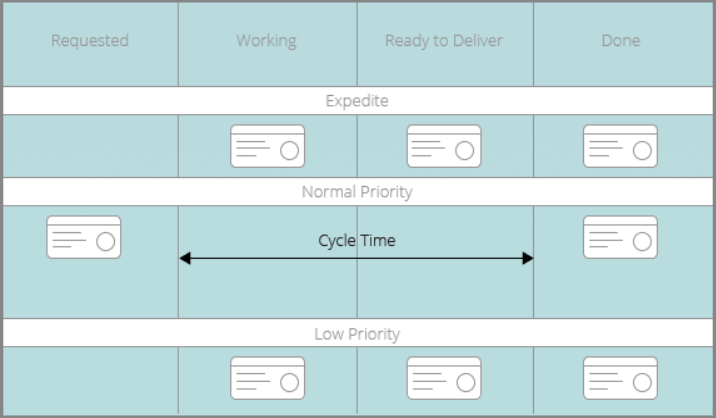 Requested
Working
Ready to Deliver
Done
Expedite
Normal Priority
Cycle Time
Low Priority